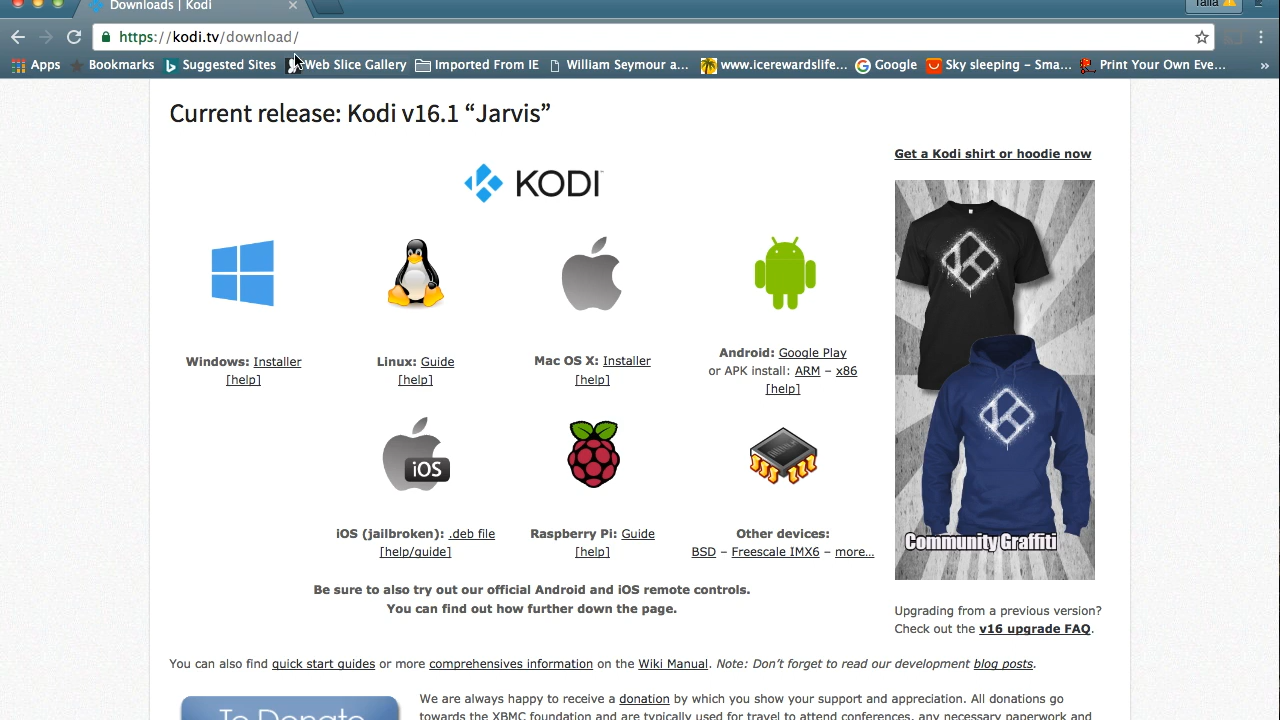 Downloads | Kodi
Talia
https://kodi.tv/download/
Apps Bookmarks Suggested Sites Web Slice Gallery Imported From IE William Seymour a... www.icerewardslife... Google Sky sleeping – Sma... Print Your Own Eve... »
Current release: Kodi v16.1 “Jarvis”
KODI
Windows: Installer
[help]
Linux: Guide
[help]
Mac OS X: Installer
[help]
Android: Google Play
or APK install: ARM – x86
[help]
iOS
iOS (jailbroken): .deb file
[help/guide]
Raspberry Pi: Guide
[help]
Other devices:
BSD – Freescale IMX6 – more...
Be sure to also try out our official Android and iOS remote controls.
You can find out how further down the page.
Get a Kodi shirt or hoodie now
Community Graffiti
Upgrading from a previous version?
Check out the v16 upgrade FAQ.
You can also find quick start guides or more comprehensives information on the Wiki Manual. Note: Don’t forget to read our development blog posts.
To Donate
We are always happy to receive a donation by which you show your support and appreciation. All donations go
towards the XBMC foundation and are typically used for travel to attend conferences, any necessary paperwork and